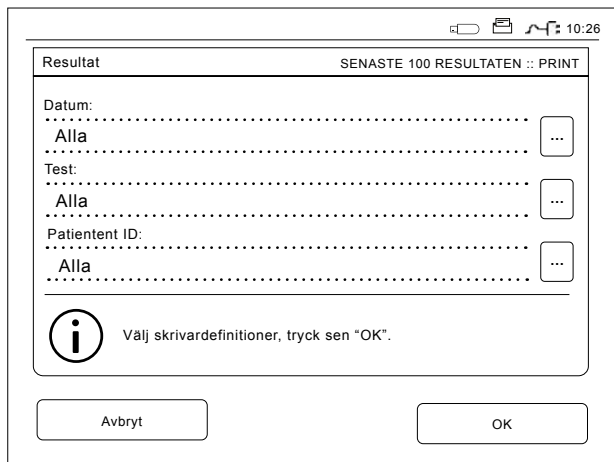 10:26
Resultat SENASTE 100 RESULTATEN :: PRINT
Datum:
Alla
...
Test:
Alla
...
Patientent ID:
Alla
...
i
Välj skrivardefinitioner, tryck sen “OK”.
Avbryt OK